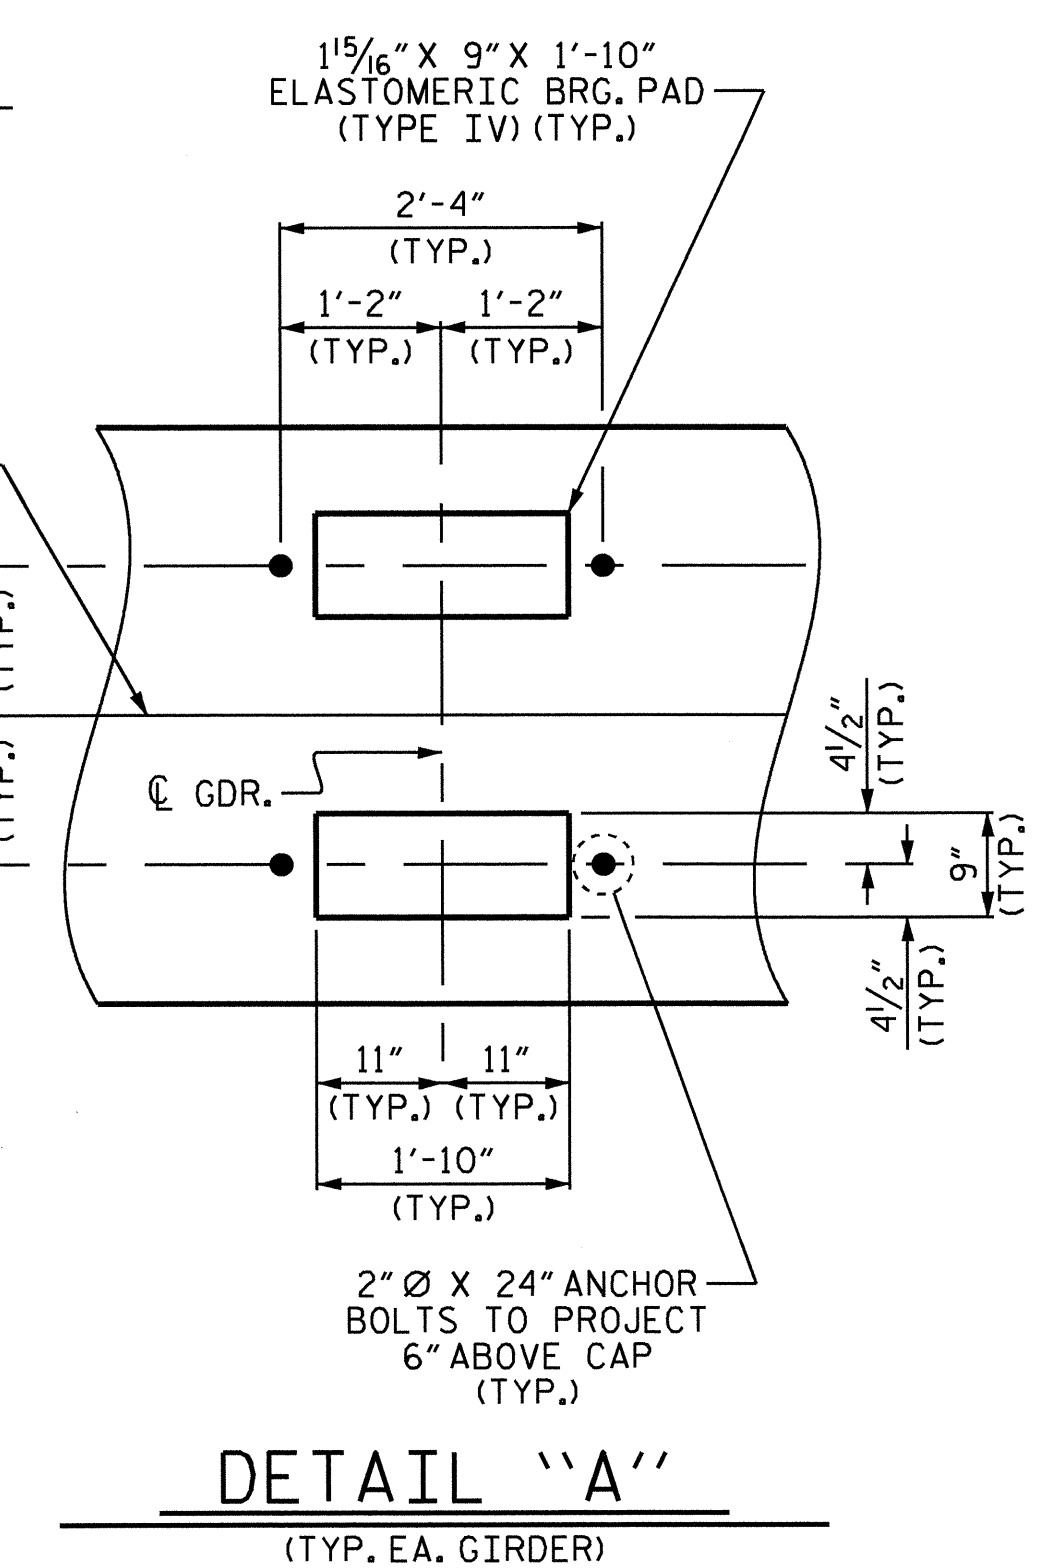 1 15/16" X 9" X 1'-10"
ELASTOMERIC BRG. PAD
(TYPE IV) (TYP.)
2'-4"
(TYP.)
1'-2" 1'-2"
(TYP.) (TYP.)
(TYP.)
(TYP.)
4 1/2"
(TYP.)
℄ GDR.
9"
(TYP.)
4 1/2"
(TYP.)
11" 11"
(TYP.) (TYP.)
1'-10"
(TYP.)
2" Ø X 24" ANCHOR
BOLTS TO PROJECT
6" ABOVE CAP
(TYP.)
DETAIL "A"
(TYP. EA. GIRDER)